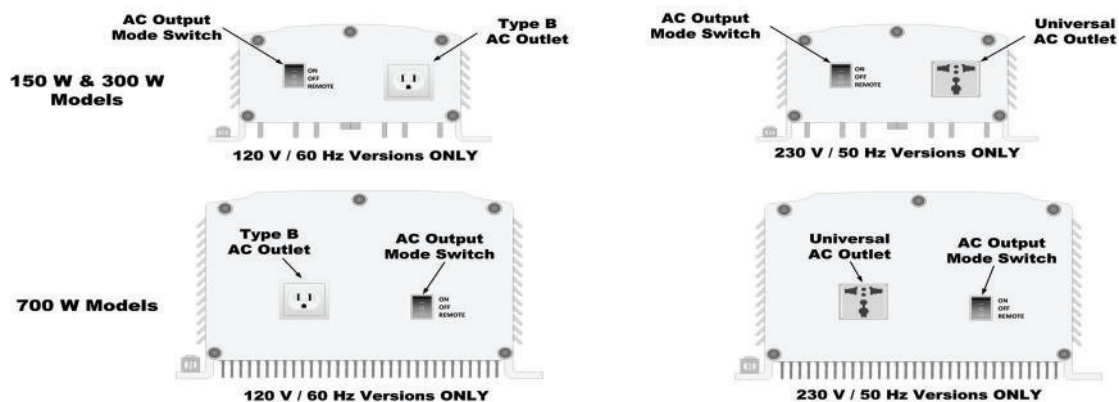 AC Output
Mode Switch
Type B
AC Outlet
ON
OFF
REMOTE
150 W & 300 W
Models
120 V / 60 Hz Versions ONLY
AC Output
Mode Switch
Universal
AC Outlet
ON
OFF
REMOTE
230 V / 50 Hz Versions ONLY
Type B
AC Outlet
AC Output
Mode Switch
ON
OFF
REMOTE
700 W Models
120 V / 60 Hz Versions ONLY
Universal
AC Outlet
AC Output
Mode Switch
ON
OFF
REMOTE
230 V / 50 Hz Versions ONLY